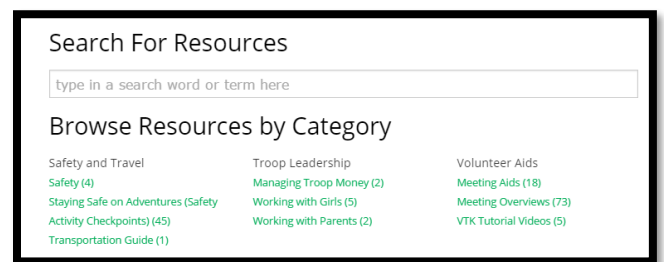 Search For Resources
type in a search word or term here
Browse Resources by Category
Safety and Travel
Safety (4)
Staying Safe on Adventures (Safety
Activity Checkpoints) (45)
Transportation Guide (1)
Troop Leadership
Managing Troop Money (2)
Working with Girls (5)
Working with Parents (2)
Volunteer Aids
Meeting Aids (18)
Meeting Overviews (73)
VTK Tutorial Videos (5)